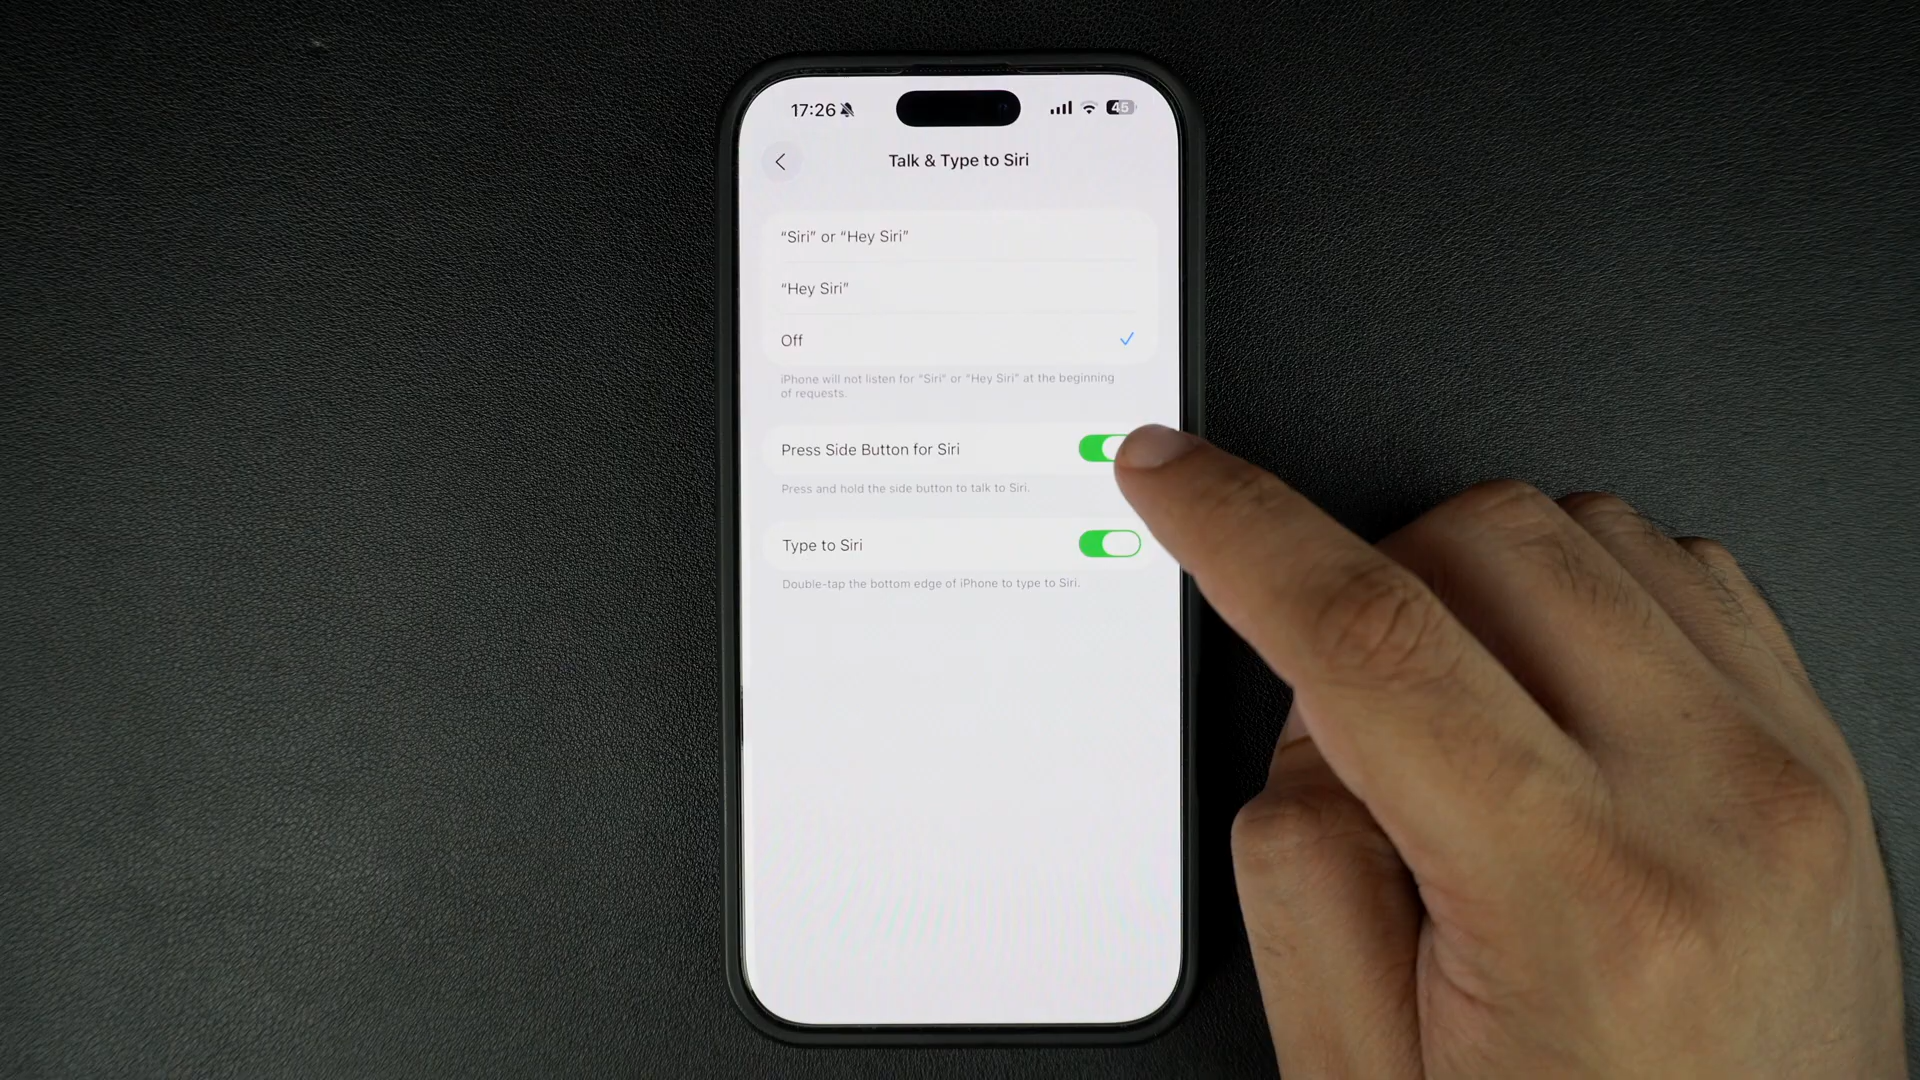 17:26
45
Talk & Type to Siri
“Siri” or “Hey Siri”
“Hey Siri”
Off
iPhone will not listen for “Siri” or “Hey Siri” at the beginning
of requests.
Press Side Button for Siri
Press and hold the side button to talk to Siri.
Type to Siri
Double-tap the bottom edge of iPhone to type to Siri.